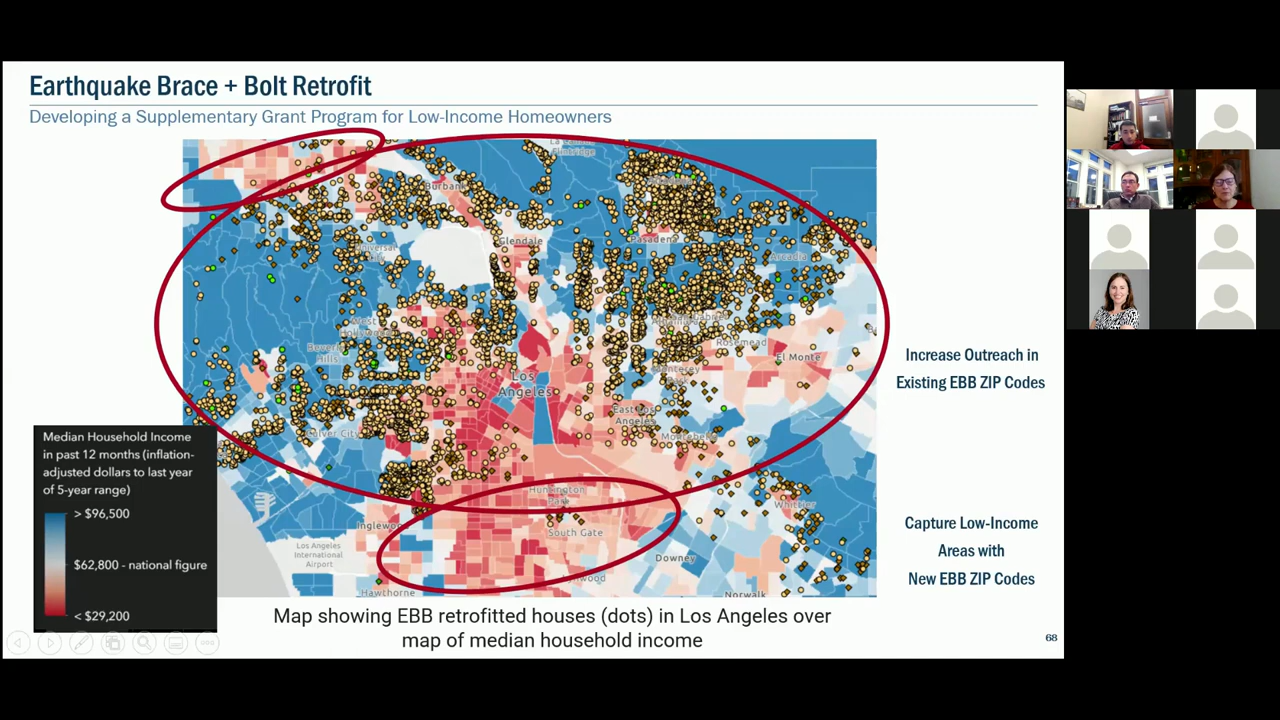 Earthquake Brace + Bolt Retrofit
Developing a Supplementary Grant Program for Low-Income Homeowners
Burbank
Glendale
Pasadena
Arcadia
Rosemead
El Monte
Los
Angeles
East Los
Angeles
Culver City
Huntington
Park
Whittier
Inglewood
South Gate
Los Angeles
International
Airport
Downey
Hawthorne
Norwalk
Median Household Income
in past 12 months (inflation-
adjusted dollars to last year
of 5-year range)
> $96,500
$62,800 - national figure
< $29,200
Increase Outreach in
Existing EBB ZIP Codes
Capture Low-Income
Areas with
New EBB ZIP Codes
Map showing EBB retrofitted houses (dots) in Los Angeles over
map of median household income
68